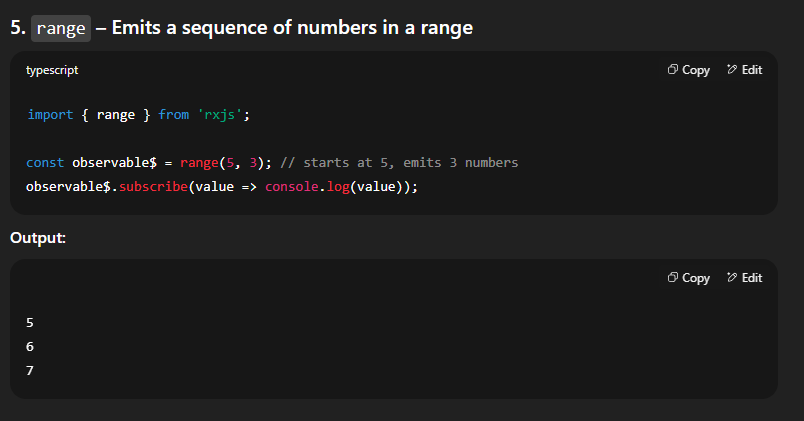 5. range – Emits a sequence of numbers in a range
typescript
Copy Edit
import { range } from 'rxjs';
const observable$ = range(5, 3); // starts at 5, emits 3 numbers
observable$.subscribe(value => console.log(value));
Output:
Copy Edit
5
6
7